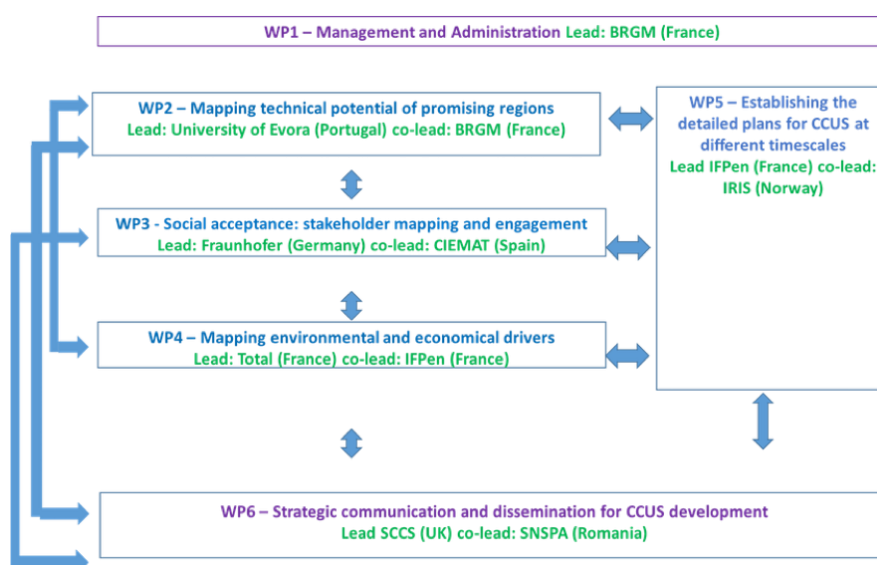 WP1 – Management and Administration Lead: BRGM (France)
WP2 – Mapping technical potential of promising regions
Lead: University of Evora (Portugal) co-lead: BRGM (France)
WP5 – Establishing the
detailed plans for CCUS at
different timescales
Lead IFPen (France) co-lead:
IRIS (Norway)
WP3 - Social acceptance: stakeholder mapping and engagement
Lead: Fraunhofer (Germany) co-lead: CIEMAT (Spain)
WP4 – Mapping environmental and economical drivers
Lead: Total (France) co-lead: IFPen (France)
WP6 – Strategic communication and dissemination for CCUS development
Lead SCCS (UK) co-lead: SNSPA (Romania)